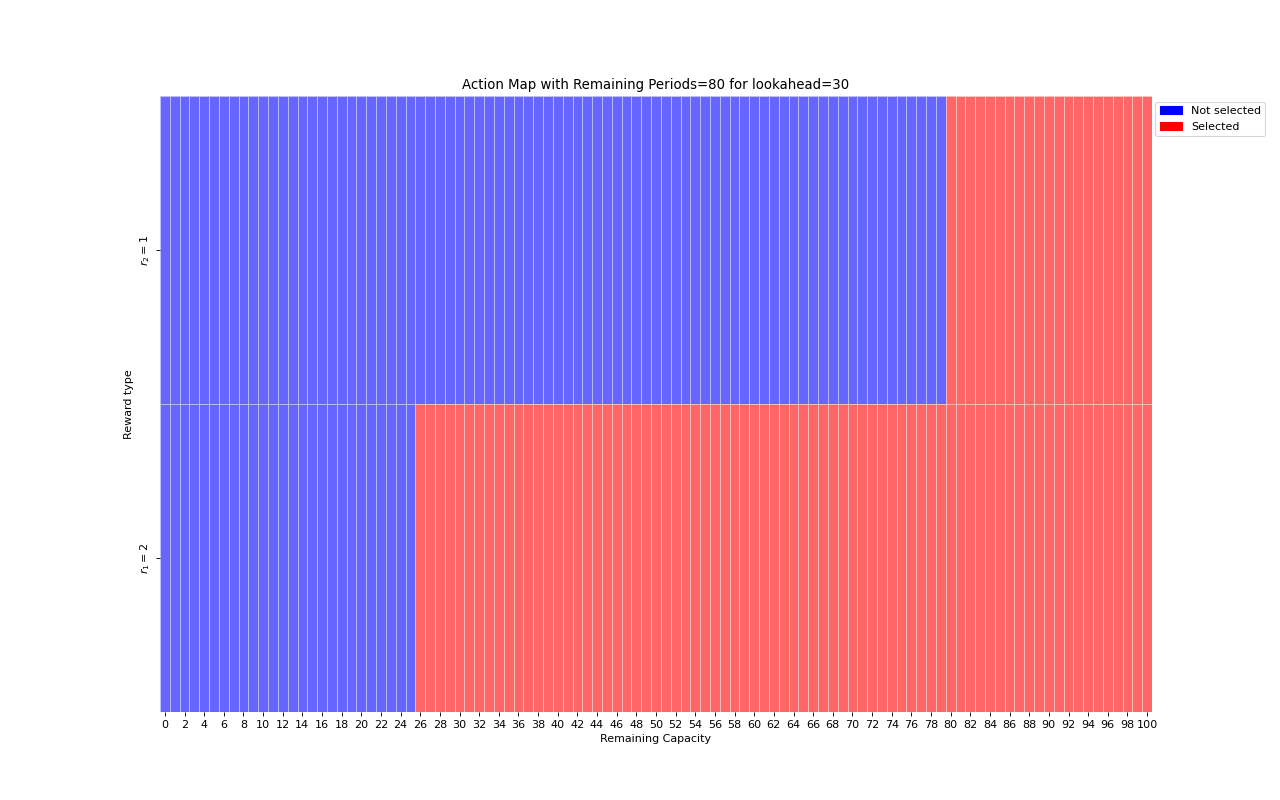 Action Map with Remaining Periods=80 for lookahead=30
Not selected
Selected
r₂ = 1
Reward type
r₁ = 2
0 2 4 6 8 10 12 14 16 18 20 22 24 26 28 30 32 34 36 38 40 42 44 46 48 50 52 54 56 58 60 62 64 66 68 70 72 74 76 78 80 82 84 86 88 90 92 94 96 98 100
Remaining Capacity